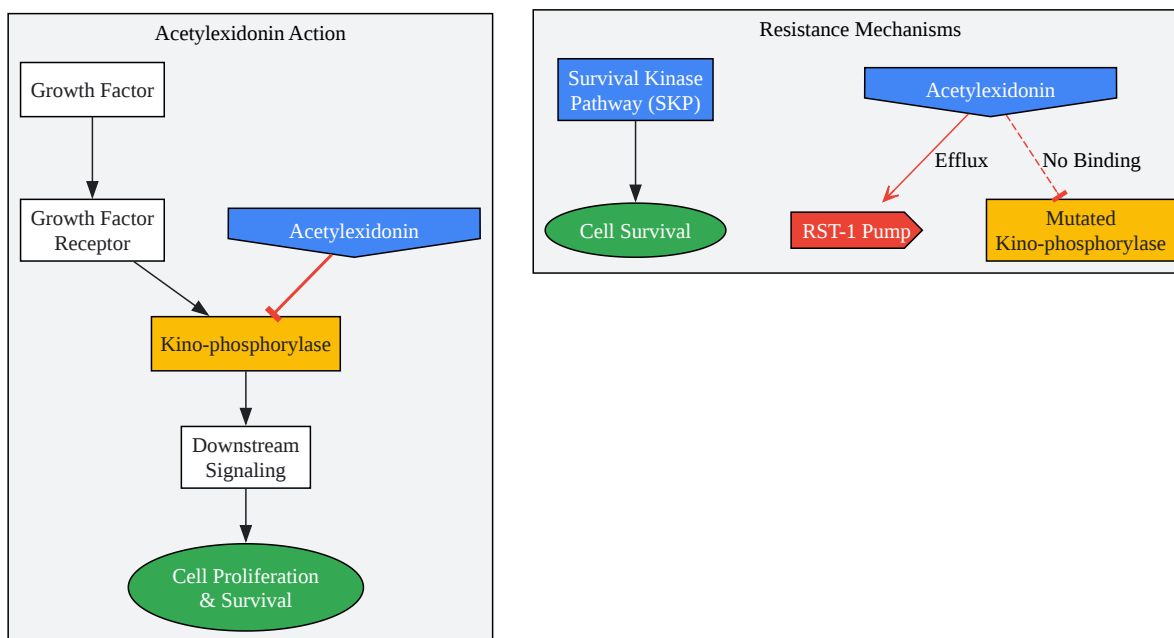 Acetylexidonin Action
Growth Factor
Growth Factor
Receptor
Acetylexidonin
Kino-phosphorylase
Downstream
Signaling
Cell Proliferation
& Survival
Resistance Mechanisms
Survival Kinase
Pathway (SKP)
Acetylexidonin
Efflux
No Binding
Cell Survival
RST-1 Pump
Mutated
Kino-phosphorylase